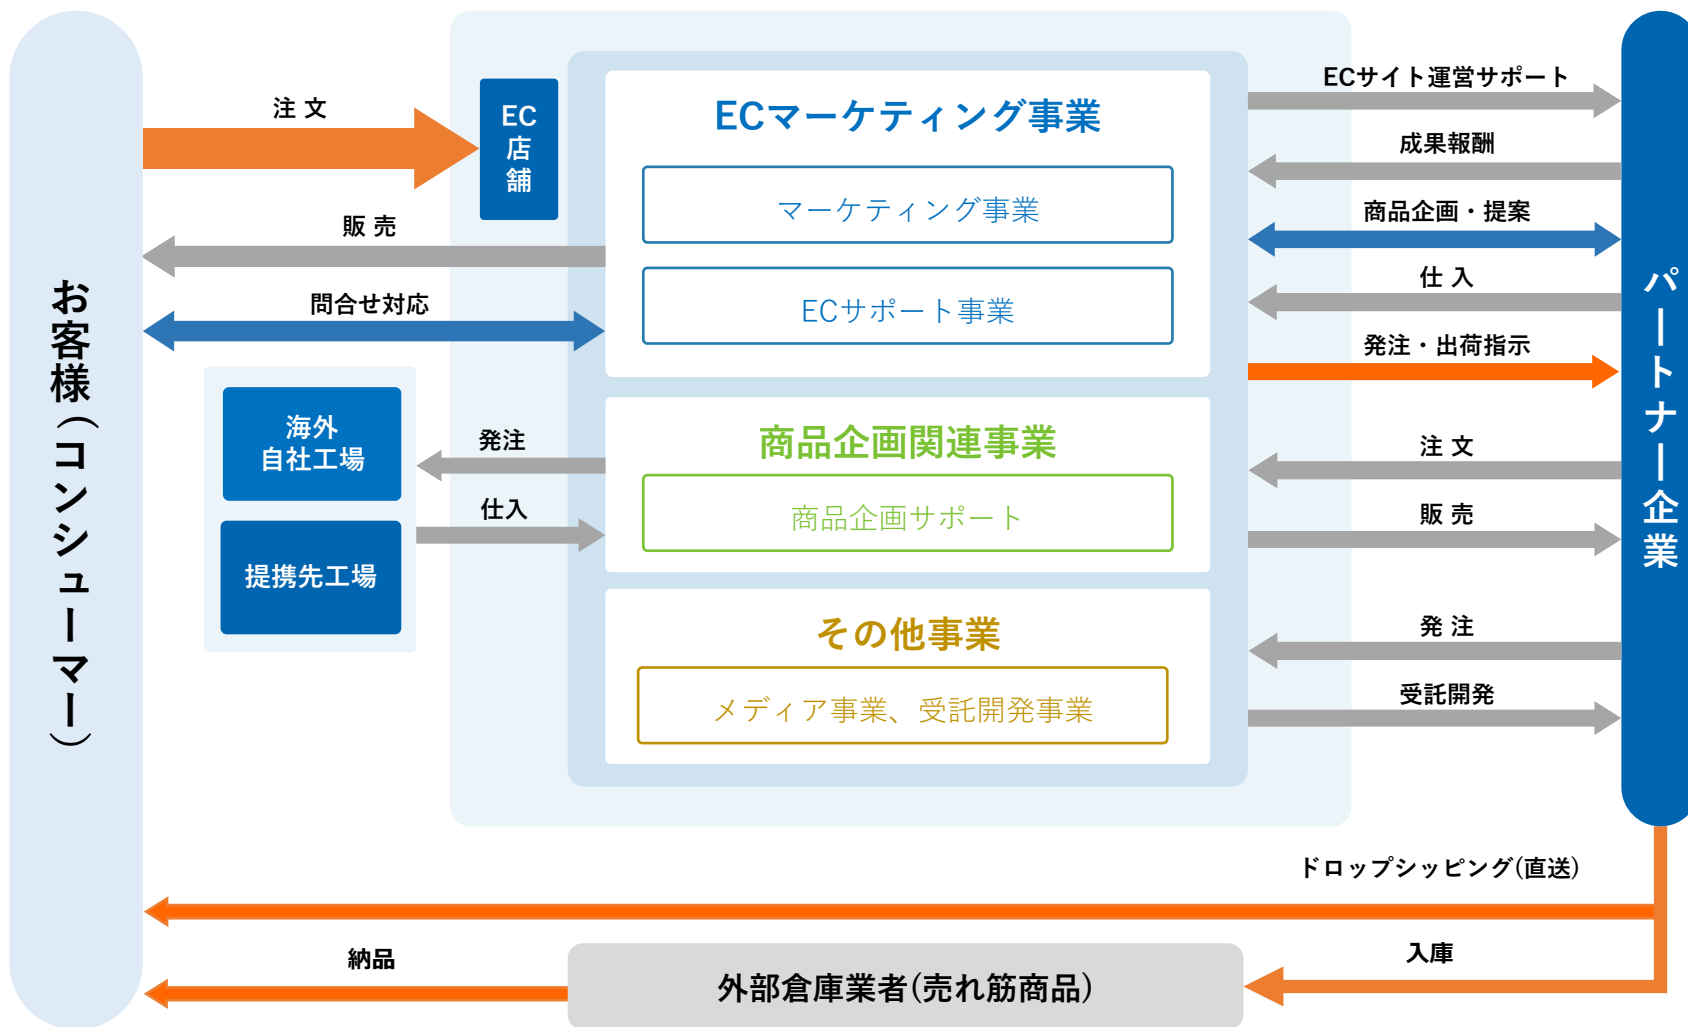 お客様（コンシューマー）
注 文
販 売
問合せ対応
EC
店
舗
海外
自社工場
提携先工場
発注
仕入
ECマーケティング事業
マーケティング事業
ECサポート事業
商品企画関連事業
商品企画サポート
その他事業
メディア事業、受託開発事業
ECサイト運営サポート
成果報酬
商品企画・提案
仕 入
発注・出荷指示
注 文
販 売
発 注
受託開発
パートナー企業
ドロップシッピング(直送)
納品
外部倉庫業者(売れ筋商品)
入庫